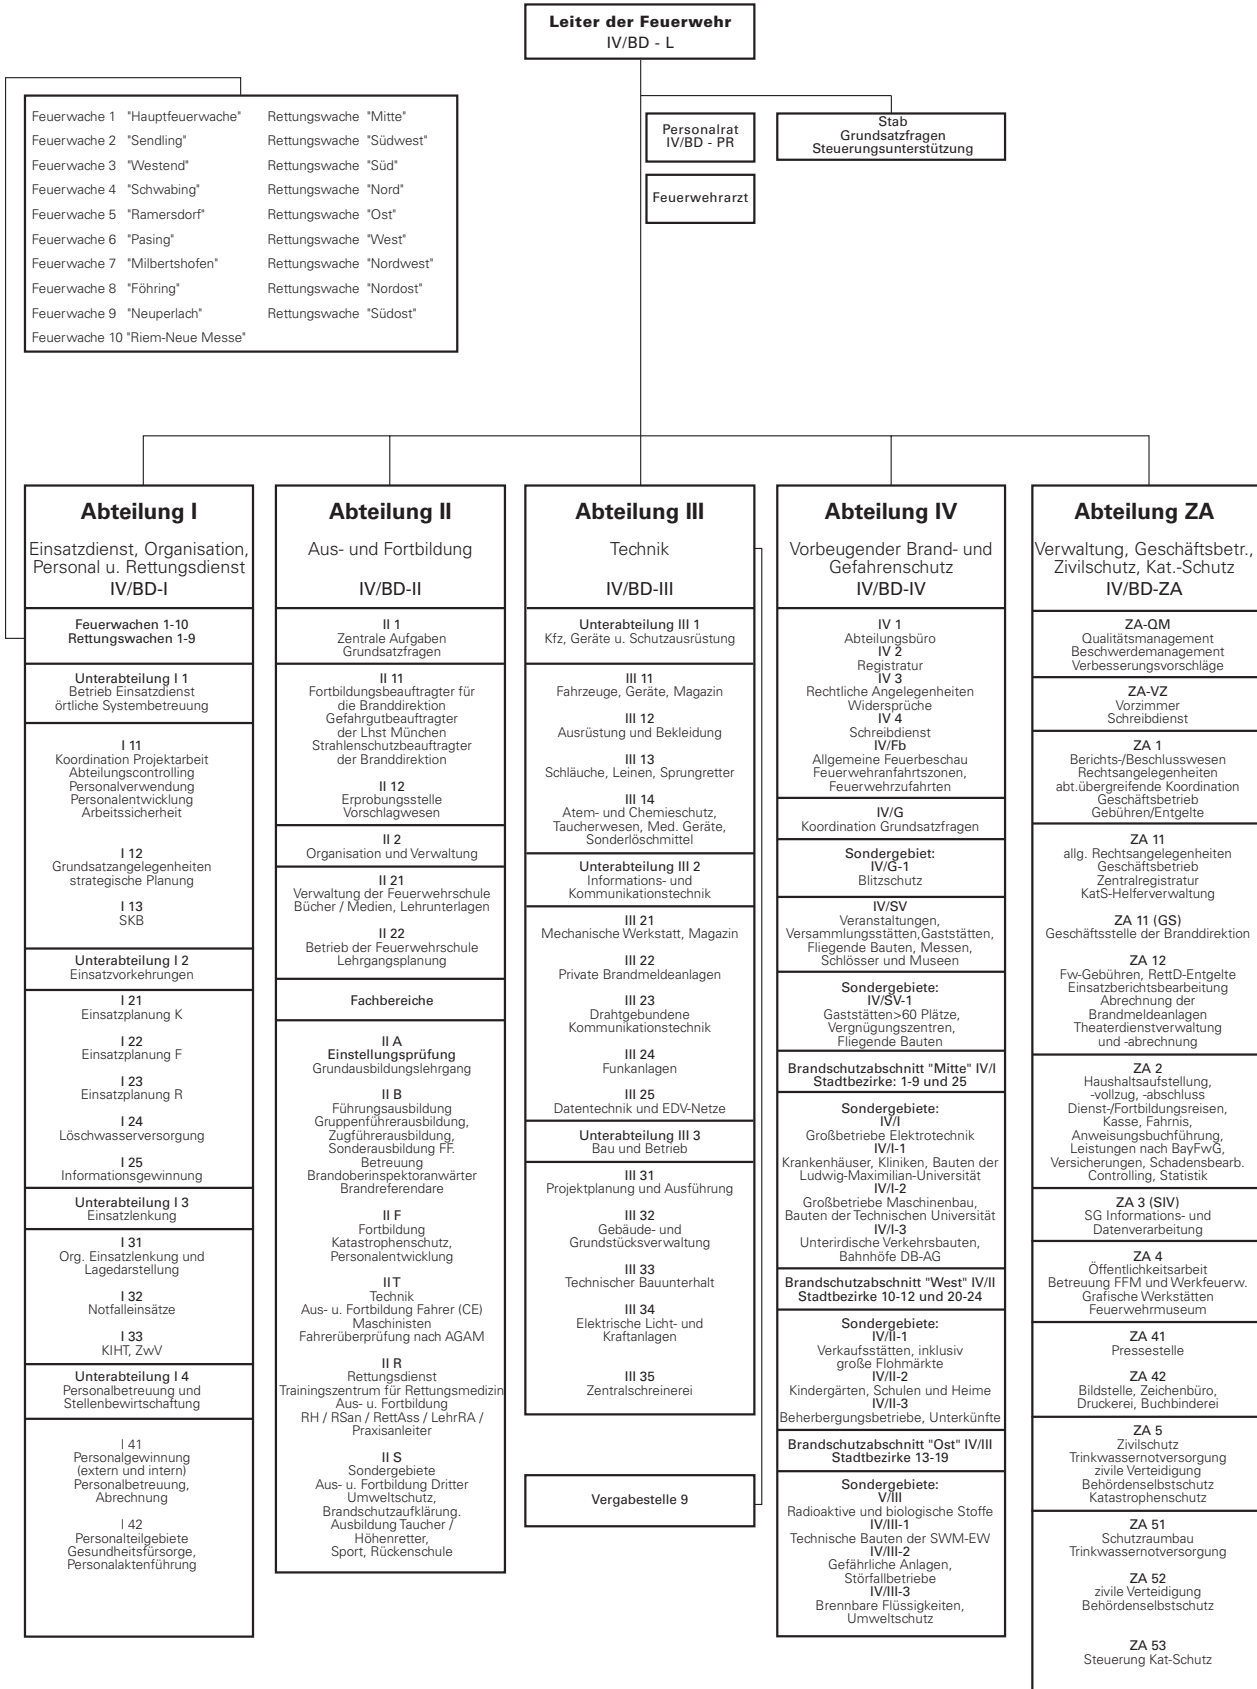 Leiter der Feuerwehr
IV/BD - L
Feuerwache 1 "Hauptfeuerwache" Rettungswache "Mitte"
Feuerwache 2 "Sendling" Rettungswache "Südwest"
Feuerwache 3 "Westend" Rettungswache "Süd"
Feuerwache 4 "Schwabing" Rettungswache "Nord"
Feuerwache 5 "Ramersdorf" Rettungswache "Ost"
Feuerwache 6 "Pasing" Rettungswache "West"
Feuerwache 7 "Milbertshofen" Rettungswache "Nordwest"
Feuerwache 8 "Föhring" Rettungswache "Nordost"
Feuerwache 9 "Neuperlach" Rettungswache "Südost"
Feuerwache 10 "Riem-Neue Messe"
Personalrat
IV/BD - PR
Feuerwehrarzt
Stab
Grundsatzfragen
Steuerungsunterstützung
Abteilung I
Einsatzdienst, Organisation,
Personal u. Rettungsdienst
IV/BD-I
Feuerwachen 1-10
Rettungswachen 1-9
Unterabteilung I 1
Betrieb Einsatzdienst
örtliche Systembetreuung
I 11
Koordination Projektarbeit
Abteilungscontrolling
Personalverwendung
Personalentwicklung
Arbeitssicherheit
I 12
Grundsatzangelegenheiten
strategische Planung
I 13
SKB
Unterabteilung I 2
Einsatzvorkehrungen
I 21
Einsatzplanung K
I 22
Einsatzplanung F
I 23
Einsatzplanung R
I 24
Löschwasserversorgung
I 25
Informationsgewinnung
Unterabteilung I 3
Einsatzlenkung
I 31
Org. Einsatzlenkung und
Lagedarstellung
I 32
Notfalleinsätze
I 33
KIHT, ZwV
Unterabteilung I 4
Personalbetreuung und
Stellenbewirtschaftung
I 41
Personalgewinnung
(extern und intern)
Personalbetreuung,
Abrechnung
I 42
Personalteilgebiete
Gesundheitsfürsorge,
Personalaktenführung
Abteilung II
Aus- und Fortbildung
IV/BD-II
II 1
Zentrale Aufgaben
Grundsatzfragen
II 11
Fortbildungsbeauftragter für
die Branddirektion
Gefahrgutbeauftragter
der Lhst München
Strahlenschutzbeauftragter
der Branddirektion
II 12
Erprobungsstelle
Vorschlagwesen
II 2
Organisation und Verwaltung
II 21
Verwaltung der Feuerwehrschule
Bücher / Medien, Lehrunterlagen
II 22
Betrieb der Feuerwehrschule
Lehrgangsplanung
Fachbereiche
II A
Einstellungsprüfung
Grundausbildungslehrgang
II B
Führungsausbildung
Gruppenführerausbildung,
Zugführerausbildung,
Sonderausbildung FF.
Betreuung
Brandoberinspektoranwärter
Brandreferendare
II F
Fortbildung
Katastrophenschutz,
Personalentwicklung
II T
Technik
Aus- u. Fortbildung Fahrer (CE)
Maschinisten
Fahrerüberprüfung nach AGAM
II R
Rettungsdienst
Trainingszentrum für Rettungsmedizin
Aus- u. Fortbildung
RH / RSan / RettAss / LehrRA /
Praxisanleiter
II S
Sondergebiete
Aus- u. Fortbildung Dritter
Umweltschutz,
Brandschutzaufklärung.
Ausbildung Taucher /
Höhenretter,
Sport, Rückenschule
Abteilung III
Technik
IV/BD-III
Unterabteilung III 1
Kfz, Geräte u. Schutzausrüstung
III 11
Fahrzeuge, Geräte, Magazin
III 12
Ausrüstung und Bekleidung
III 13
Schläuche, Leinen, Sprungretter
III 14
Atem- und Chemieschutz,
Taucherwesen, Med. Geräte,
Sonderlöschmittel
Unterabteilung III 2
Informations- und
Kommunikationstechnik
III 21
Mechanische Werkstatt, Magazin
III 22
Private Brandmeldeanlagen
III 23
Drahtgebundene
Kommunikationstechnik
III 24
Funkanlagen
III 25
Datentechnik und EDV-Netze
Unterabteilung III 3
Bau und Betrieb
III 31
Projektplanung und Ausführung
III 32
Gebäude- und
Grundstücksverwaltung
III 33
Technischer Bauunterhalt
III 34
Elektrische Licht- und
Kraftanlagen
III 35
Zentralschreinerei
Vergabestelle 9
Abteilung IV
Vorbeugender Brand- und
Gefahrenschutz
IV/BD-IV
IV 1
Abteilungsbüro
IV 2
Registratur
IV 3
Rechtliche Angelegenheiten
Widersprüche
IV 4
Schreibdienst
IV/Fb
Allgemeine Feuerbeschau
Feuerwehranfahrtszonen,
Feuerwehrzufahrten
IV/G
Koordination Grundsatzfragen
Sondergebiet:
IV/G-1
Blitzschutz
IV/SV
Veranstaltungen,
Versammlungsstätten,Gaststätten,
Fliegende Bauten, Messen,
Schlösser und Museen
Sondergebiete:
IV/SV-1
Gaststätten>60 Plätze,
Vergnügungszentren,
Fliegende Bauten
Brandschutzabschnitt "Mitte" IV/I
Stadtbezirke: 1-9 und 25
Sondergebiete:
IV/I
Großbetriebe Elektrotechnik
IV/I-1
Krankenhäuser, Kliniken, Bauten der
Ludwig-Maximilian-Universität
IV/I-2
Großbetriebe Maschinenbau,
Bauten der Technischen Universität
IV/I-3
Unterirdische Verkehrsbauten,
Bahnhöfe DB-AG
Brandschutzabschnitt "West" IV/II
Stadtbezirke 10-12 und 20-24
Sondergebiete:
IV/II-1
Verkaufsstätten, inklusiv
große Flohmärkte
IV/II-2
Kindergärten, Schulen und Heime
IV/II-3
Beherbergungsbetriebe, Unterkünfte
Brandschutzabschnitt "Ost" IV/III
Stadtbezirke 13-19
Sondergebiete:
V/III
Radioaktive und biologische Stoffe
IV/III-1
Technische Bauten der SWM-EW
IV/III-2
Gefährliche Anlagen,
Störfallbetriebe
IV/III-3
Brennbare Flüssigkeiten,
Umweltschutz
Abteilung ZA
Verwaltung, Geschäftsbetr.,
Zivilschutz, Kat.-Schutz
IV/BD-ZA
ZA-QM
Qualitätsmanagement
Beschwerdemanagement
Verbesserungsvorschläge
ZA-VZ
Vorzimmer
Schreibdienst
ZA 1
Berichts-/Beschlusswesen
Rechtsangelegenheiten
abt.übergreifende Koordination
Geschäftsbetrieb
Gebühren/Entgelte
ZA 11
allg. Rechtsangelegenheiten
Geschäftsbetrieb
Zentralregistratur
KatS-Helferverwaltung
ZA 11 (GS)
Geschäftsstelle der Branddirektion
ZA 12
Fw-Gebühren, RettD-Entgelte
Einsatzberichtsbearbeitung
Abrechnung der
Brandmeldeanlagen
Theaterdienstverwaltung
und -abrechnung
ZA 2
Haushaltsaufstellung,
-vollzug, -abschluss
Dienst-/Fortbildungsreisen,
Kasse, Fahrnis,
Anweisungsbuchführung,
Leistungen nach BayFwG,
Versicherungen, Schadensbearb.
Controlling, Statistik
ZA 3 (SIV)
SG Informations- und
Datenverarbeitung
ZA 4
Öffentlichkeitsarbeit
Betreuung FFM und Werkfeuerw.
Grafische Werkstätten
Feuerwehrmuseum
ZA 41
Pressestelle
ZA 42
Bildstelle, Zeichenbüro,
Druckerei, Buchbinderei
ZA 5
Zivilschutz
Trinkwassernotversorgung
zivile Verteidigung
Behördenselbstschutz
Katastrophenschutz
ZA 51
Schutzraumbau
Trinkwassernotversorgung
ZA 52
zivile Verteidigung
Behördenselbstschutz
ZA 53
Steuerung Kat-Schutz